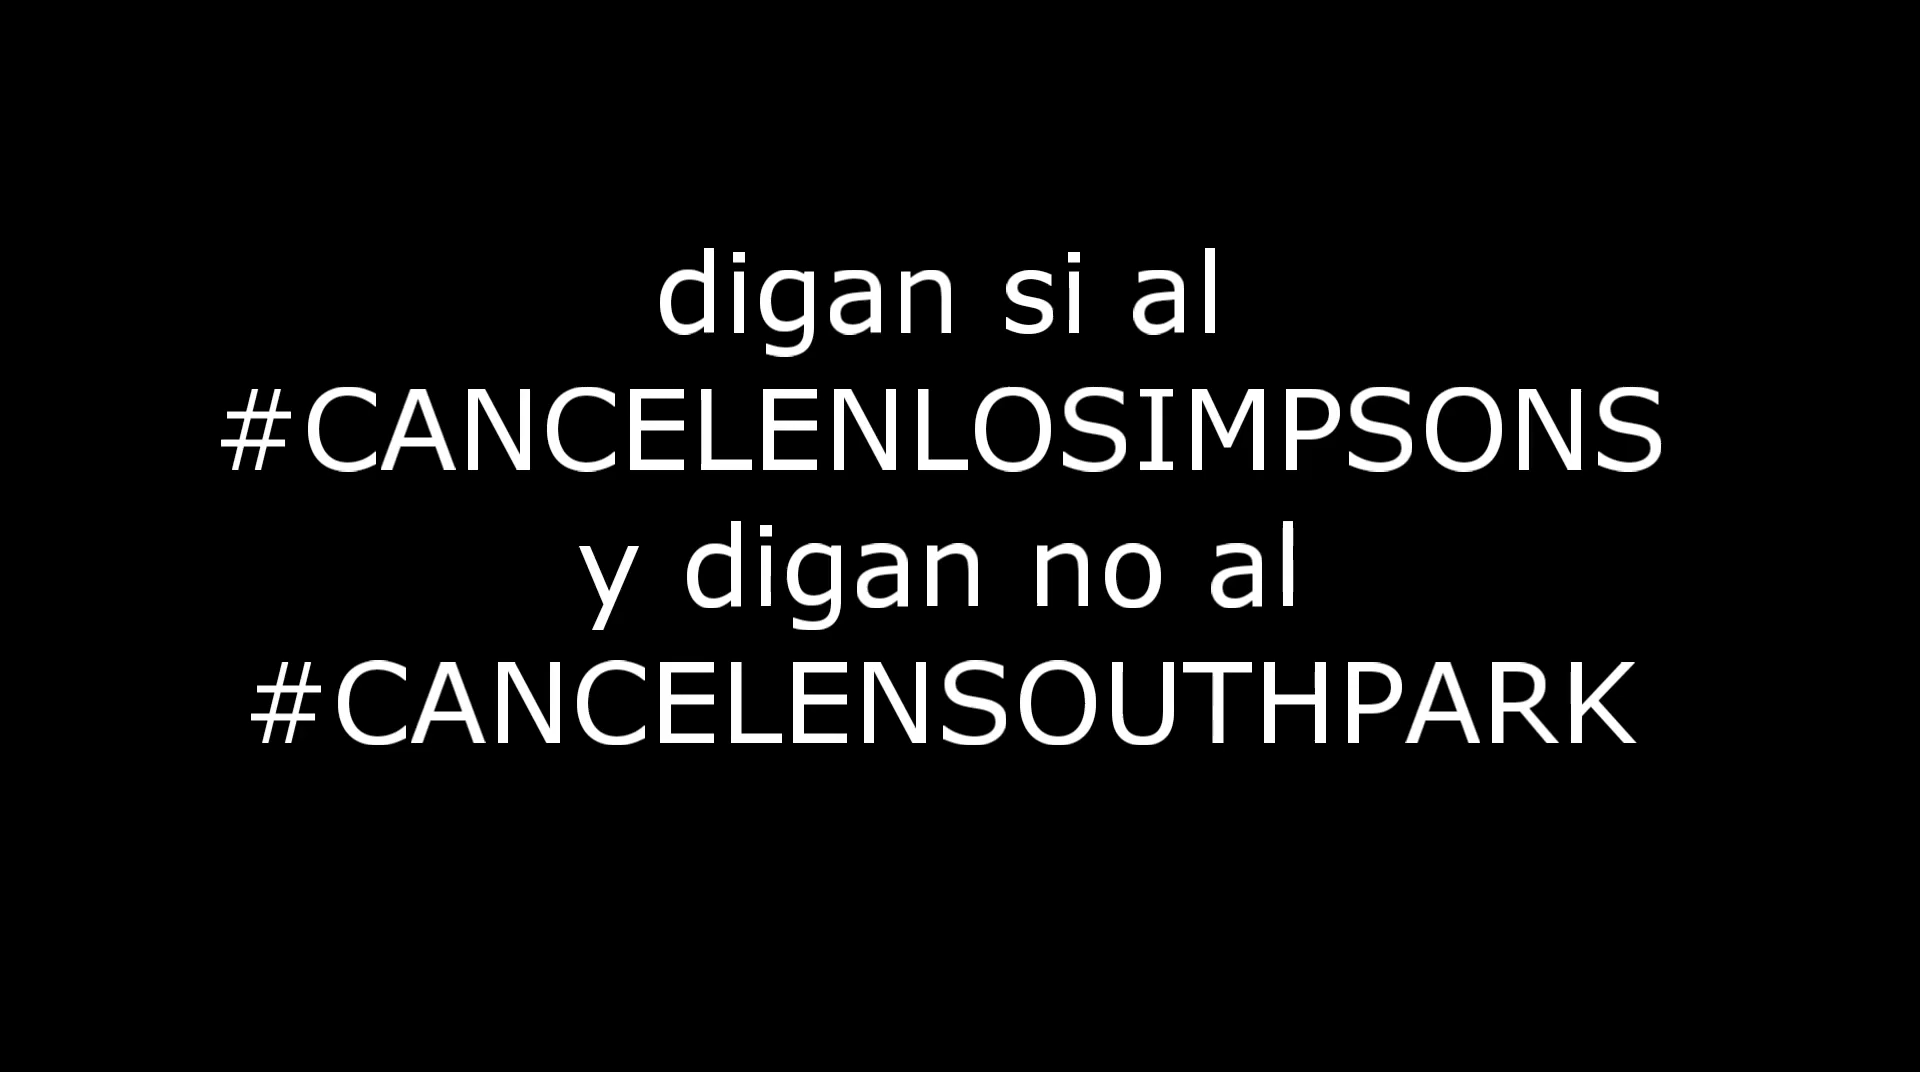 digan si al
#CANCELENLOSIMPSONS
y digan no al
#CANCELENSOUTHPARK